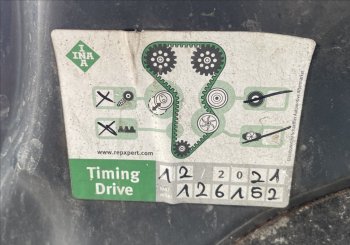 INA
www.repxpert.com
Timing 12/2021
Drive 126152